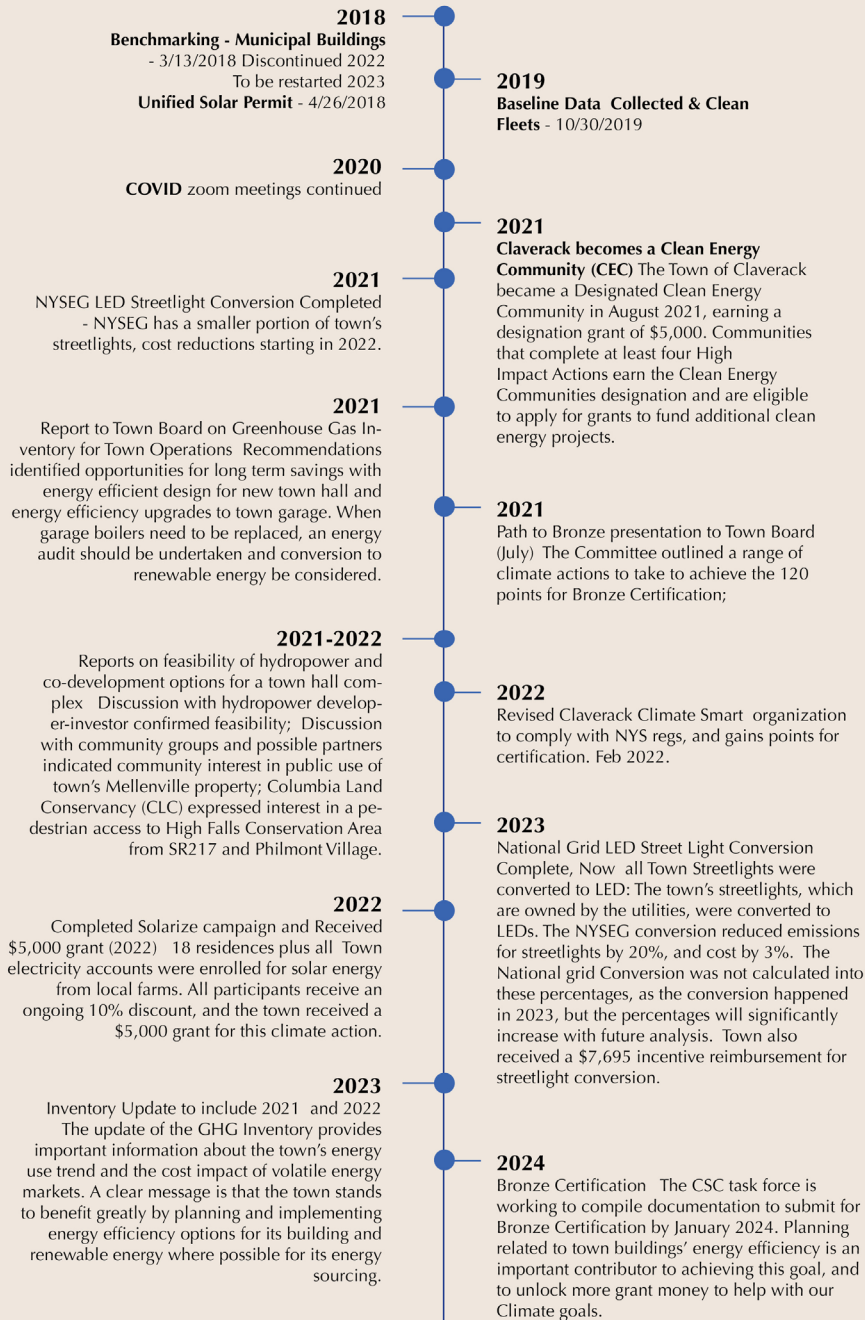 2018
Benchmarking - Municipal Buildings
- 3/13/2018 Discontinued 2022
To be restarted 2023
Unified Solar Permit - 4/26/2018
2019
Baseline Data Collected & Clean
Fleets - 10/30/2019
2020
COVID zoom meetings continued
2021
Claverack becomes a Clean Energy
Community (CEC) The Town of Claverack
became a Designated Clean Energy
Community in August 2021, earning a
designation grant of $5,000. Communities
that complete at least four High
Impact Actions earn the Clean Energy
Communities designation and are eligible
to apply for grants to fund additional clean
energy projects.
2021
NYSEG LED Streetlight Conversion Completed
- NYSEG has a smaller portion of town's
streetlights, cost reductions starting in 2022.
2021
Report to Town Board on Greenhouse Gas In-
ventory for Town Operations Recommendations
identified opportunities for long term savings with
energy efficient design for new town hall and
energy efficiency upgrades to town garage. When
garage boilers need to be replaced, an energy
audit should be undertaken and conversion to
renewable energy be considered.
2021
Path to Bronze presentation to Town Board
(July) The Committee outlined a range of
climate actions to take to achieve the 120
points for Bronze Certification;
2021-2022
Reports on feasibility of hydropower and
co-development options for a town hall com-
plex Discussion with hydropower develop-
er-investor confirmed feasibility; Discussion
with community groups and possible partners
indicated community interest in public use of
town's Mellenville property; Columbia Land
Conservancy (CLC) expressed interest in a pe-
destrian access to High Falls Conservation Area
from SR217 and Philmont Village.
2022
Revised Claverack Climate Smart organization
to comply with NYS regs, and gains points for
certification. Feb 2022.
2023
National Grid LED Street Light Conversion
Complete, Now all Town Streetlights were
converted to LED: The town's streetlights, which
are owned by the utilities, were converted to
LEDs. The NYSEG conversion reduced emissions
for streetlights by 20%, and cost by 3%. The
National grid Conversion was not calculated into
these percentages, as the conversion happened
in 2023, but the percentages will significantly
increase with future analysis. Town also
received a $7,695 incentive reimbursement for
streetlight conversion.
2022
Completed Solarize campaign and Received
$5,000 grant (2022) 18 residences plus all Town
electricity accounts were enrolled for solar energy
from local farms. All participants receive an
ongoing 10% discount, and the town received a
$5,000 grant for this climate action.
2023
Inventory Update to include 2021 and 2022
The update of the GHG Inventory provides
important information about the town's energy
use trend and the cost impact of volatile energy
markets. A clear message is that the town stands
to benefit greatly by planning and implementing
energy efficiency options for its building and
renewable energy where possible for its energy
sourcing.
2024
Bronze Certification The CSC task force is
working to compile documentation to submit for
Bronze Certification by January 2024. Planning
related to town buildings' energy efficiency is an
important contributor to achieving this goal, and
to unlock more grant money to help with our
Climate goals.